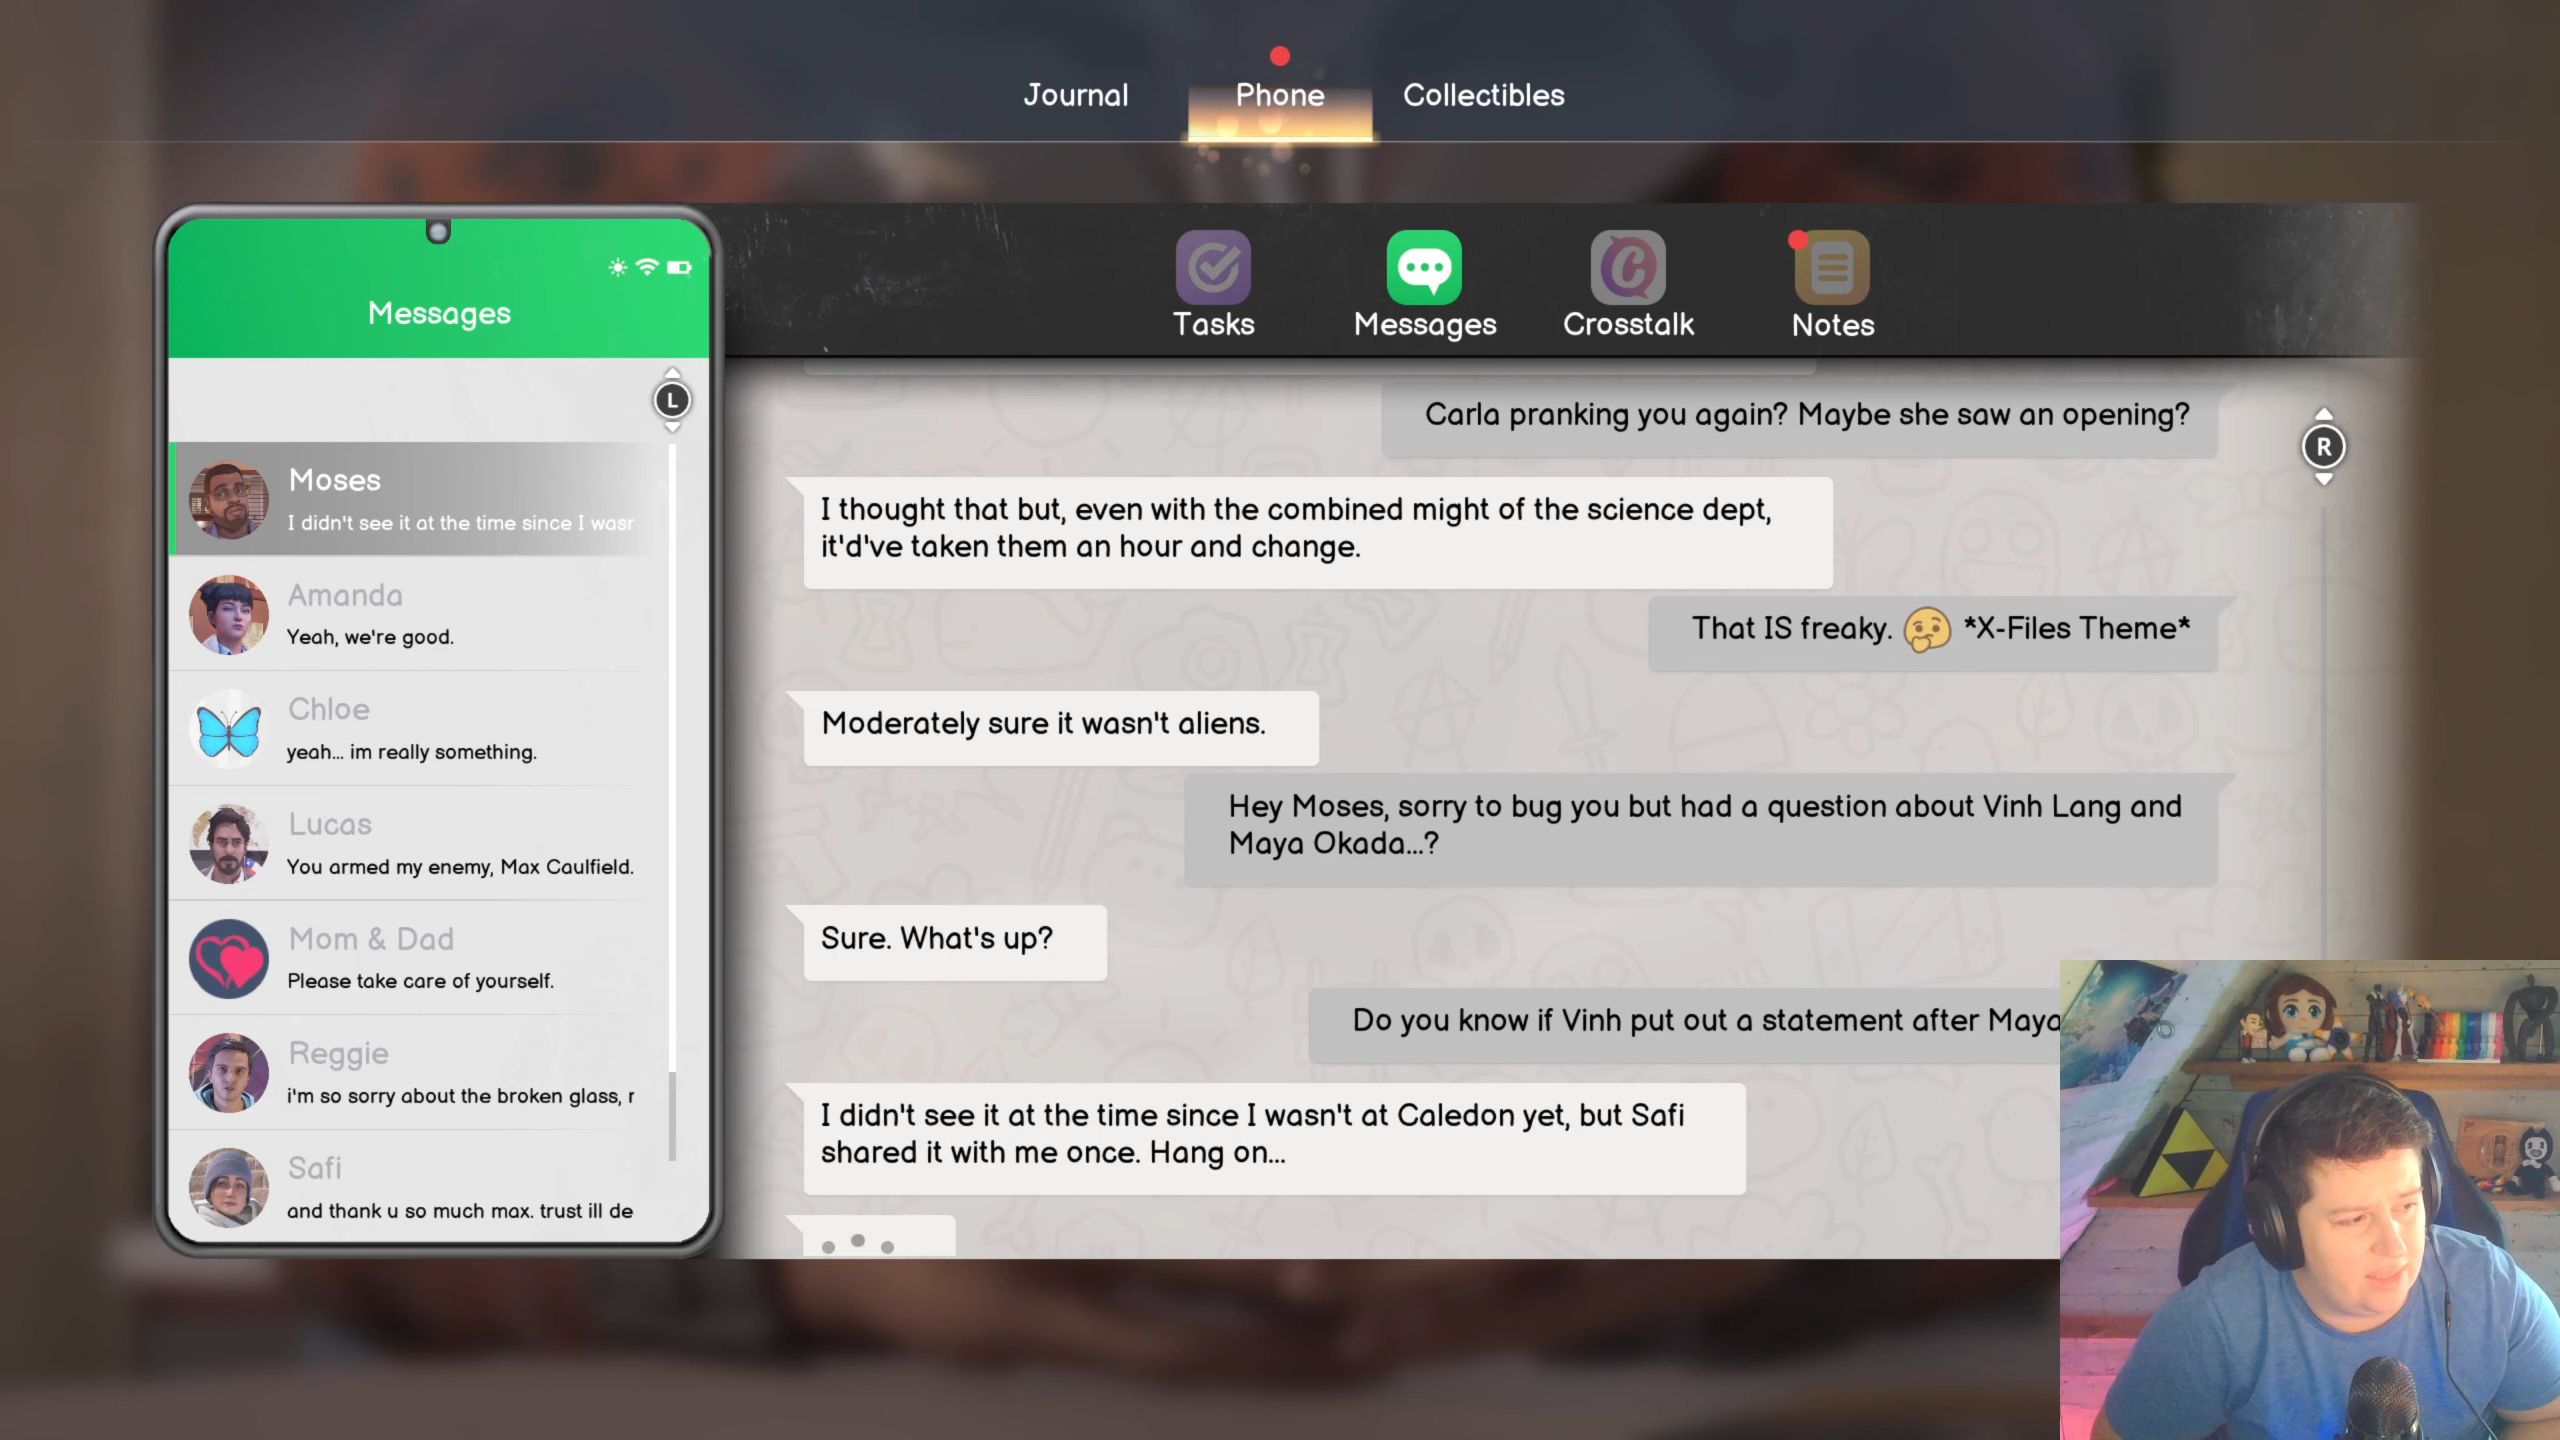 Journal
Phone
Collectibles
Messages
Tasks
Messages
Crosstalk
Notes
L
R
Moses
I didn't see it at the time since I wasr
Amanda
Yeah, we're good.
Chloe
yeah... im really something.
Lucas
You armed my enemy, Max Caulfield.
Mom & Dad
Please take care of yourself.
Reggie
i'm so sorry about the broken glass, r
Safi
and thank u so much max. trust ill de
Carla pranking you again? Maybe she saw an opening?
I thought that but, even with the combined might of the science dept,
it'd've taken them an hour and change.
That IS freaky. 🤔 *X-Files Theme*
Moderately sure it wasn't aliens.
Hey Moses, sorry to bug you but had a question about Vinh Lang and
Maya Okada...?
Sure. What's up?
Do you know if Vinh put out a statement after Maya
I didn't see it at the time since I wasn't at Caledon yet, but Safi
shared it with me once. Hang on...